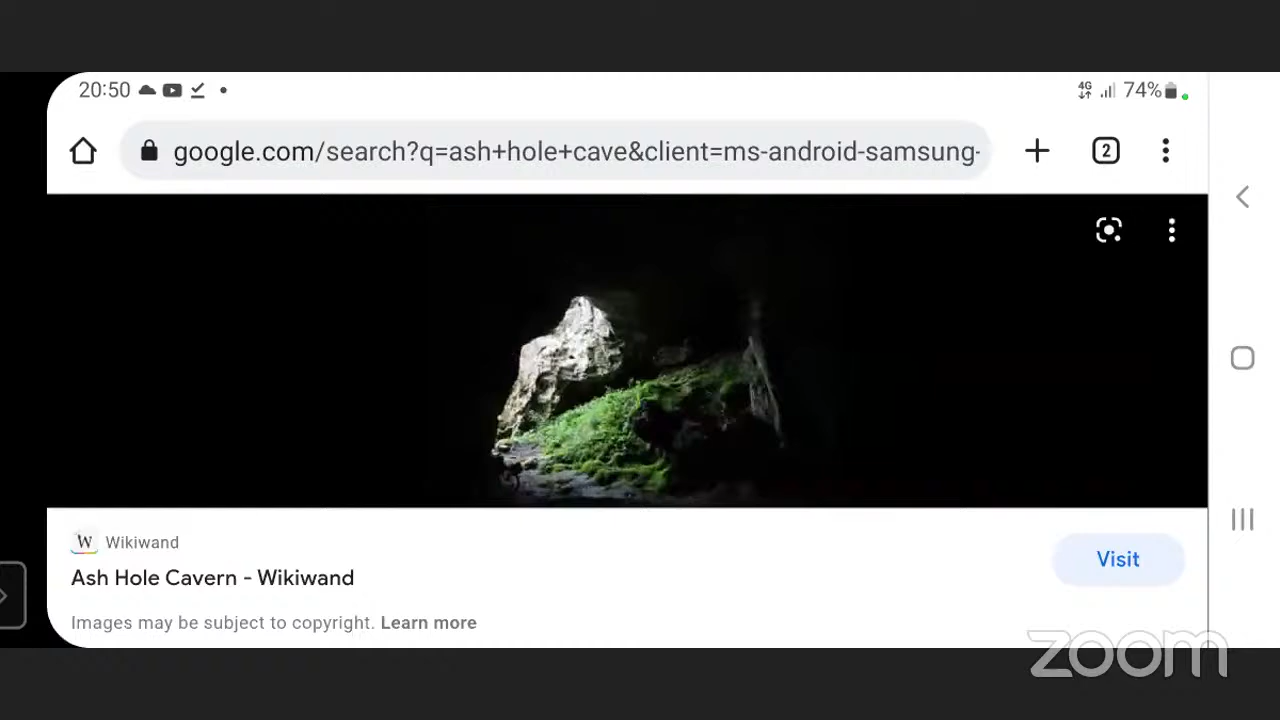 20:50 4G 74%
google.com/search?q=ash+hole+cave&client=ms-android-samsung-
2
W Wikiwand
Ash Hole Cavern - Wikiwand
Visit
Images may be subject to copyright. Learn more
zoom